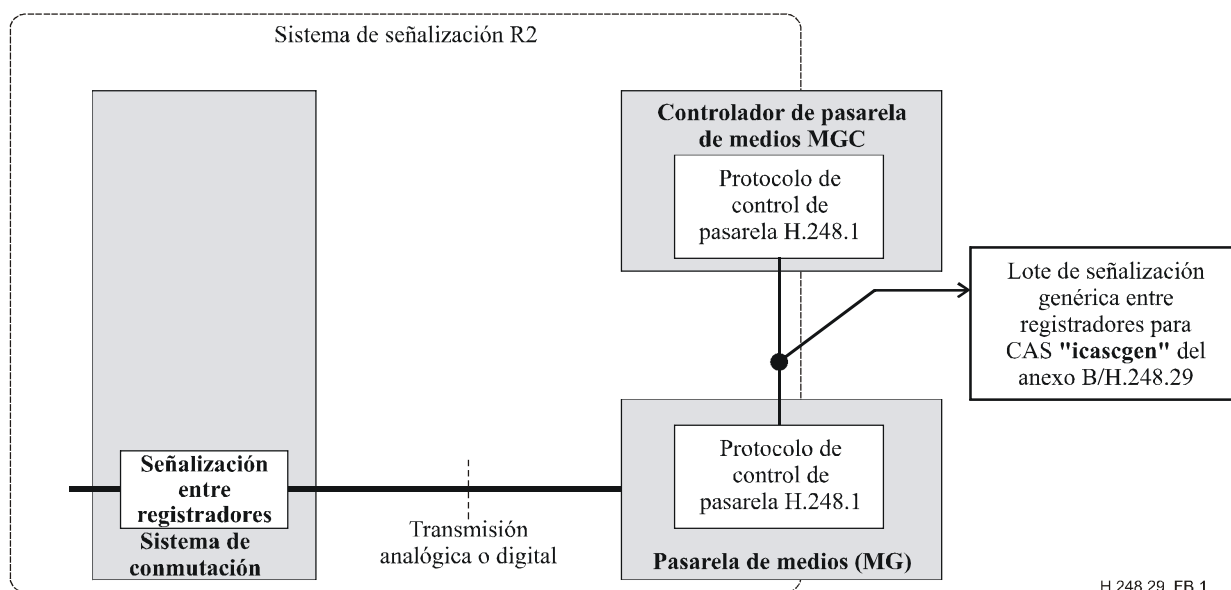 Sistema de señalización R2
Controlador de pasarela
de medios MGC
Protocolo de
control de
pasarela H.248.1
Lote de señalización
genérica entre
registradores para
CAS "icascgen" del
anexo B/H.248.29
Señalización
entre
registradores
Sistema de
conmutación
Transmisión
analógica o digital
Protocolo de
control de
pasarela H.248.1
Pasarela de medios (MG)
H.248.29_FB.1